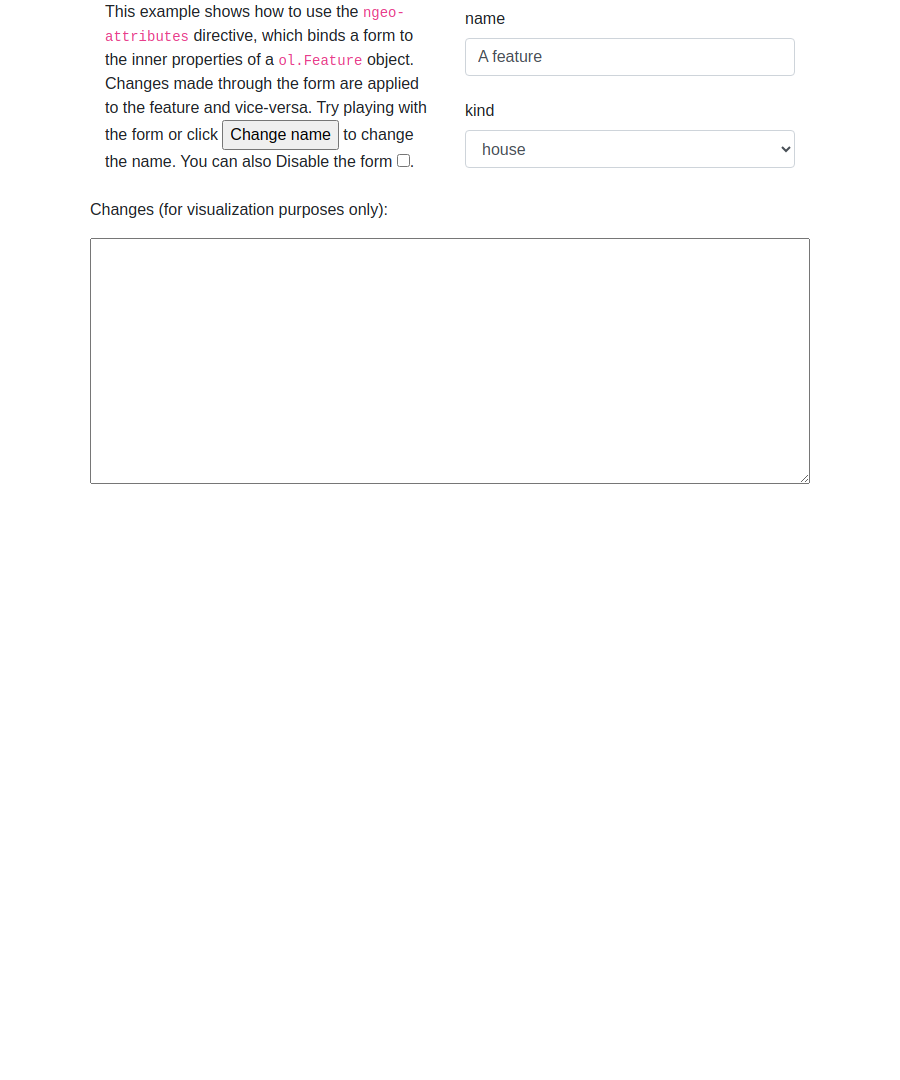 This example shows how to use the ngeo-
attributes directive, which binds a form to
the inner properties of a ol.Feature object.
Changes made through the form are applied
to the feature and vice-versa. Try playing with
the form or click Change name to change
the name. You can also Disable the form .
name
A feature
kind
house
Changes (for visualization purposes only):